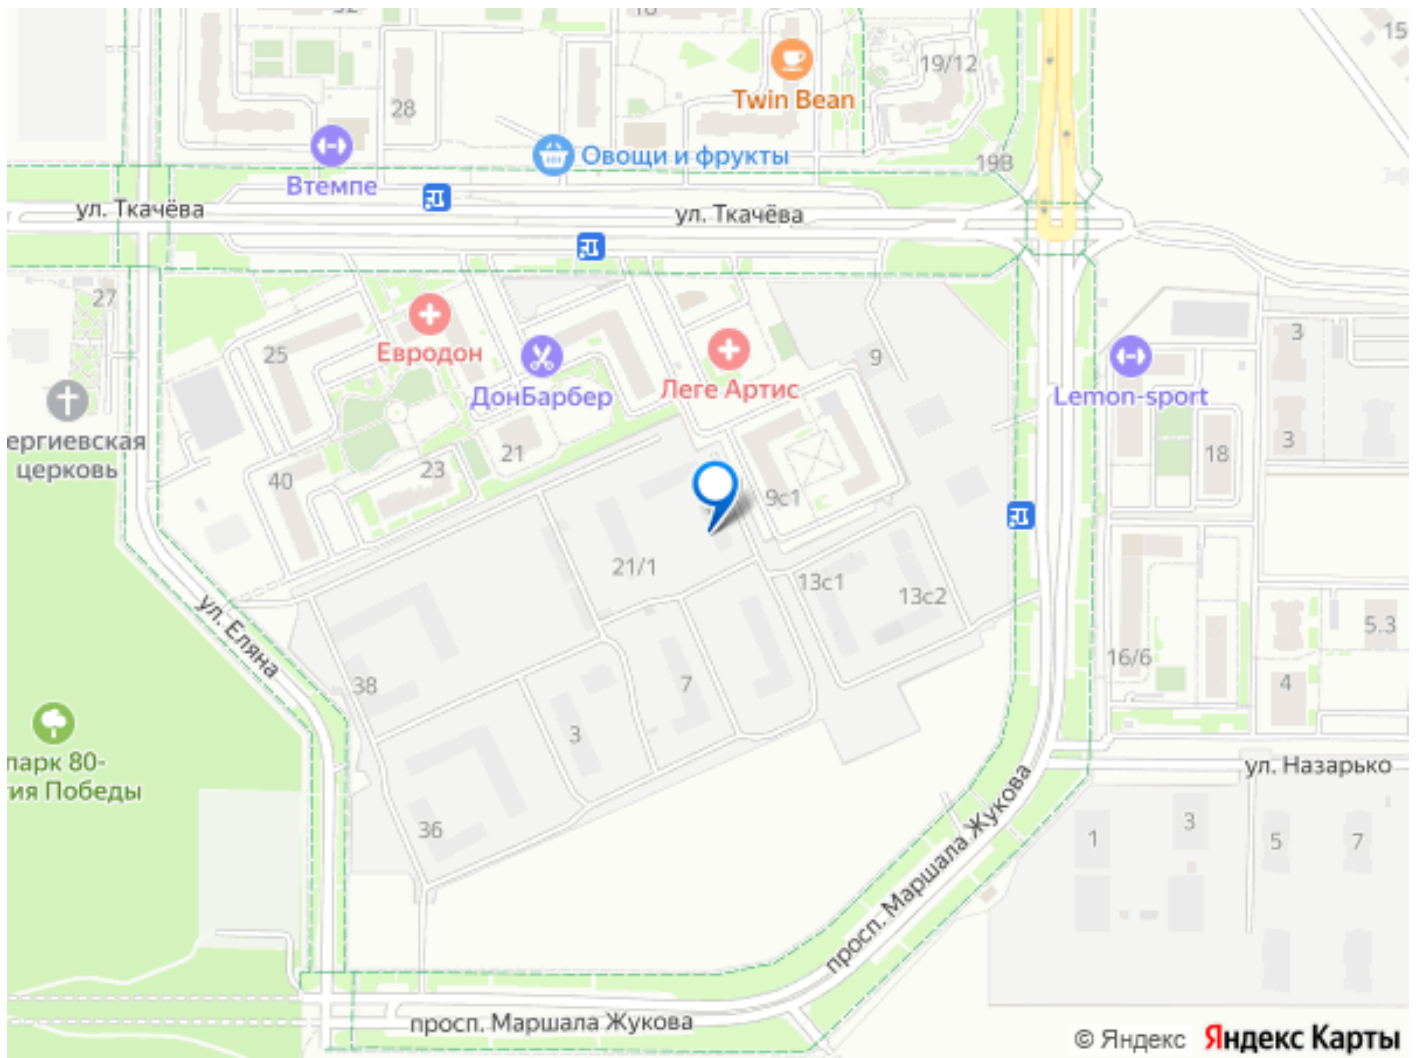 28
19/12
15
Twin Bean
19В
Втемпе
Овощи и фрукты
ул. Ткачёва
ул. Ткачёва
27
25
Евродон
ДонБарбер
Леге Артис
9
Lemon-sport
3
3
18
ергиевская
церковь
40
23
21
9с1
21/1
13с1
13с2
ул. Еляна
38
7
3
36
16/6
5.3
4
парк 80-
ия Победы
ул. Назарько
1
3
5
7
просп. Маршала Жукова
просп. Маршала Жукова
© Яндекс Яндекс Карты